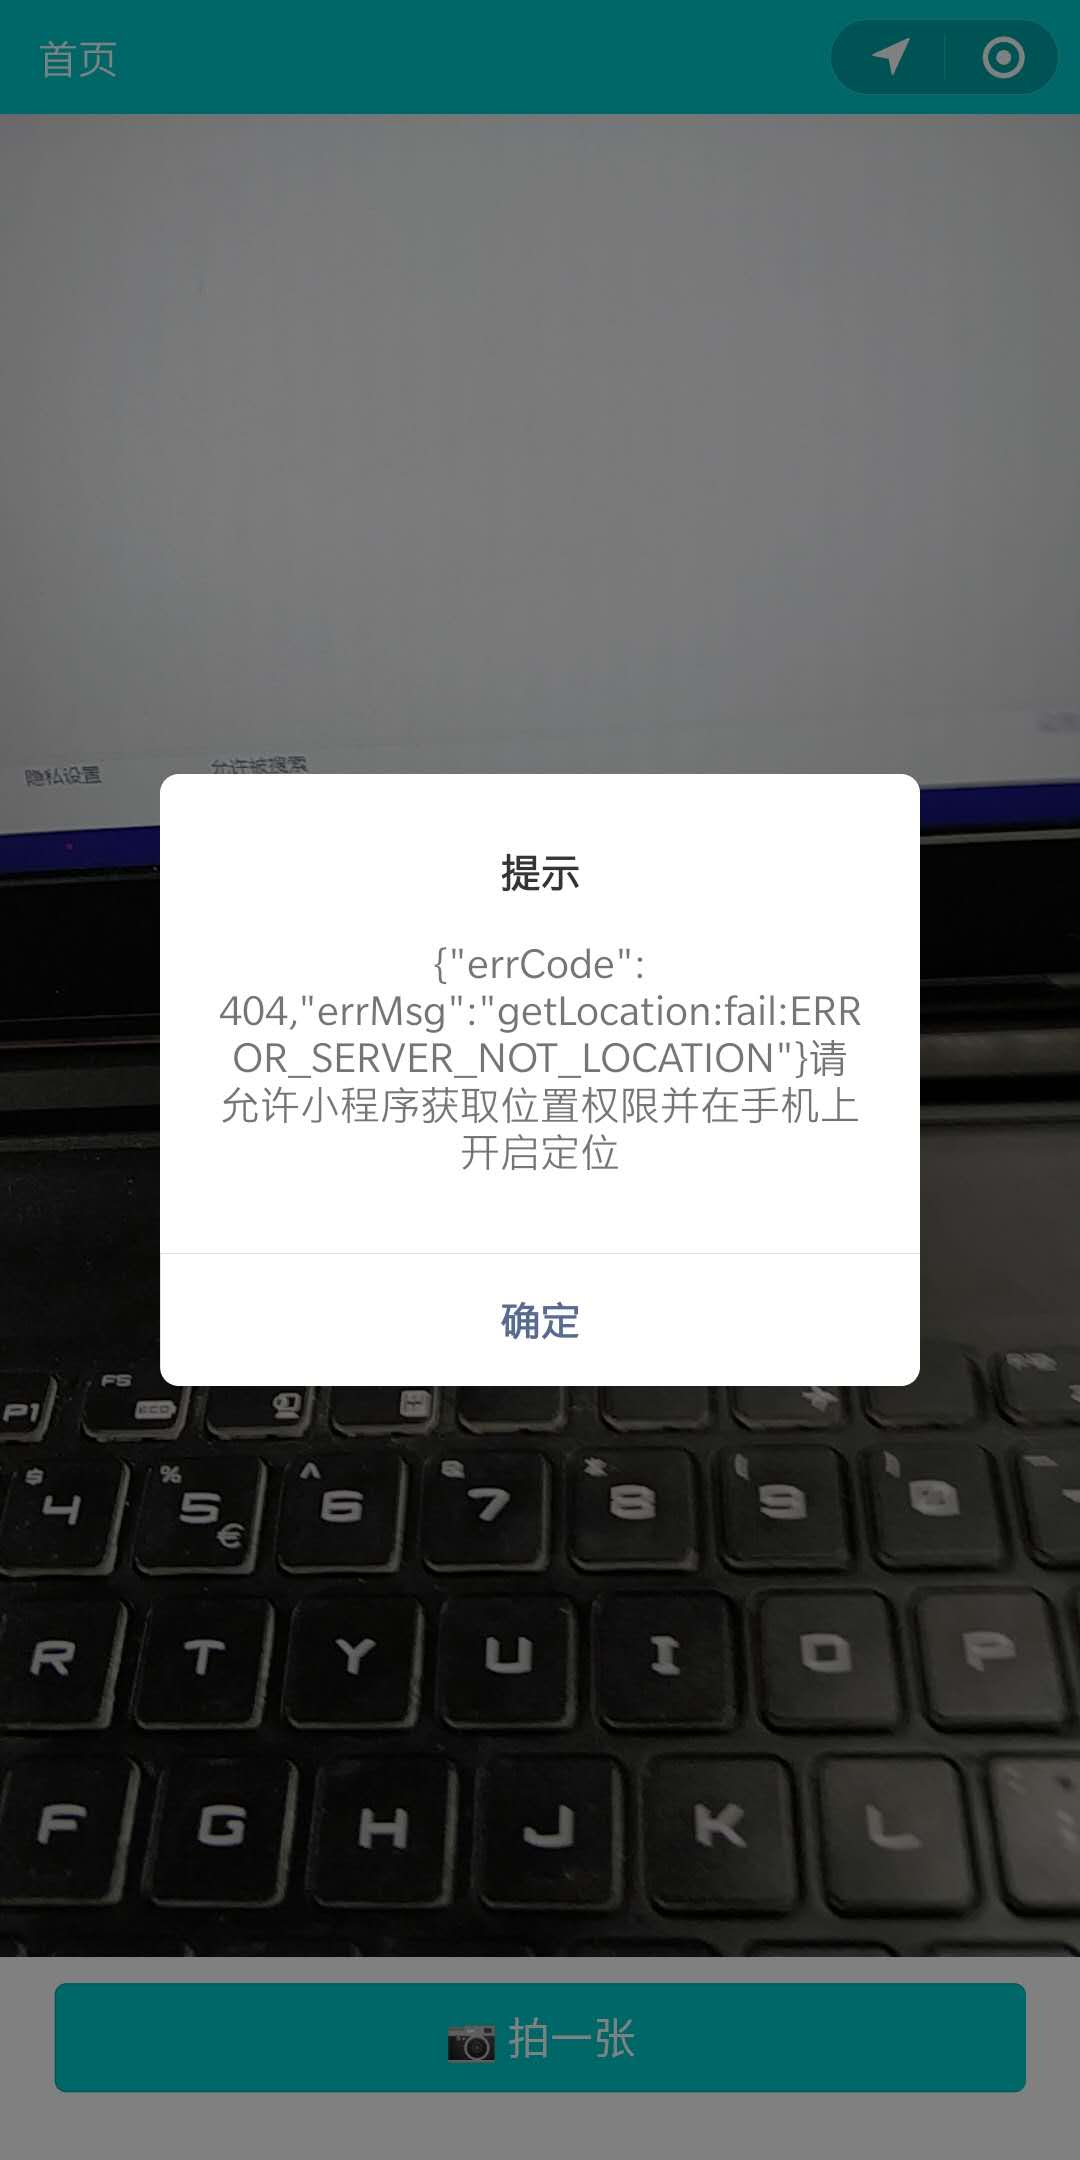 首页
隐私设置
允许被搜索
提示
{"errCode":
404,"errMsg":"getLocation:fail:ERR
OR_SERVER_NOT_LOCATION"}请
允许小程序获取位置权限并在手机上
开启定位
确定
F5
ECO
$ % ^ & * ( )
4 5 € 6 7 8 9 0
R T Y U I O P
F G H J K L
拍一张